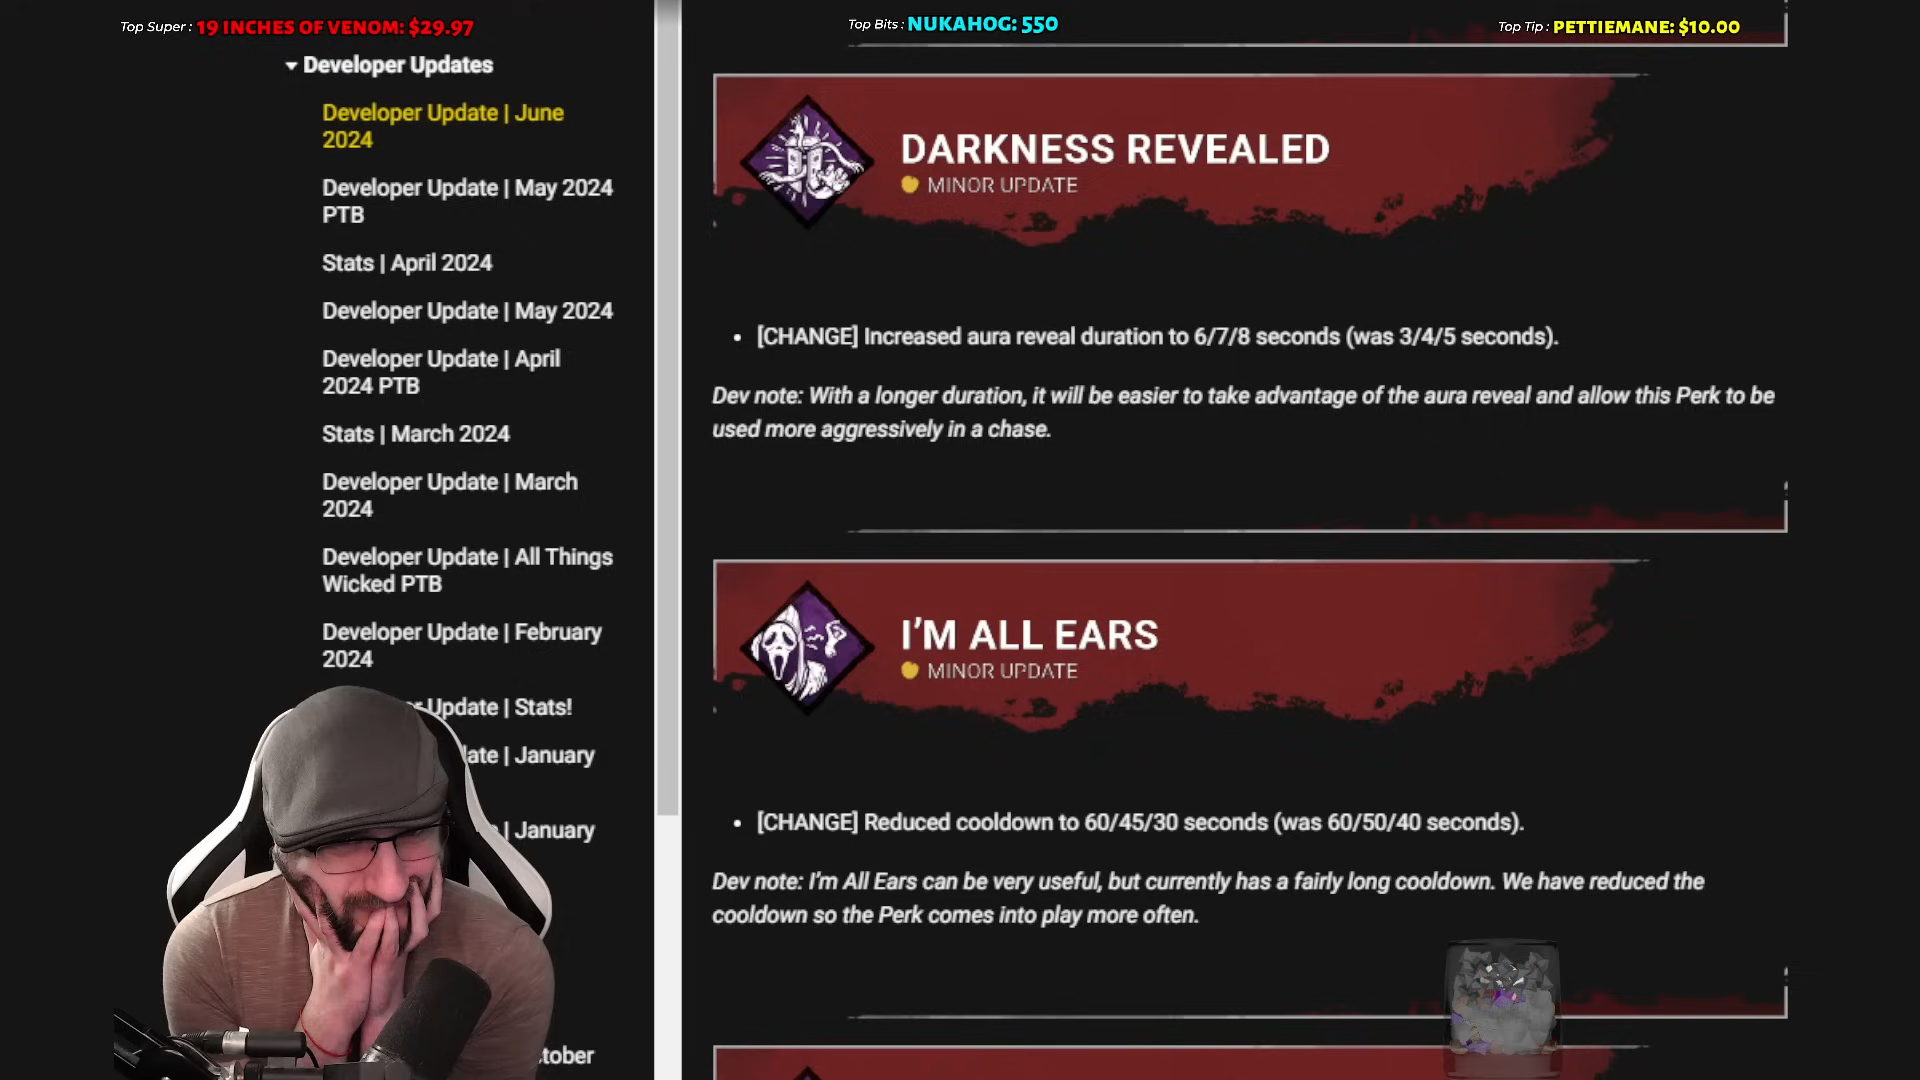 Top Super : 19 INCHES OF VENOM: $29.97
Top Bits : NUKAHOG: 550
Top Tip : PETTIEMANE: $10.00
Developer Updates
Developer Update | June
2024
Developer Update | May 2024
PTB
Stats | April 2024
Developer Update | May 2024
Developer Update | April
2024 PTB
Stats | March 2024
Developer Update | March
2024
Developer Update | All Things
Wicked PTB
Developer Update | February
2024
Update | Stats!
| January
| January
DARKNESS REVEALED
MINOR UPDATE
• [CHANGE] Increased aura reveal duration to 6/7/8 seconds (was 3/4/5 seconds).
Dev note: With a longer duration, it will be easier to take advantage of the aura reveal and allow this Perk to be
used more aggressively in a chase.
I'M ALL EARS
MINOR UPDATE
• [CHANGE] Reduced cooldown to 60/45/30 seconds (was 60/50/40 seconds).
Dev note: I'm All Ears can be very useful, but currently has a fairly long cooldown. We have reduced the
cooldown so the Perk comes into play more often.